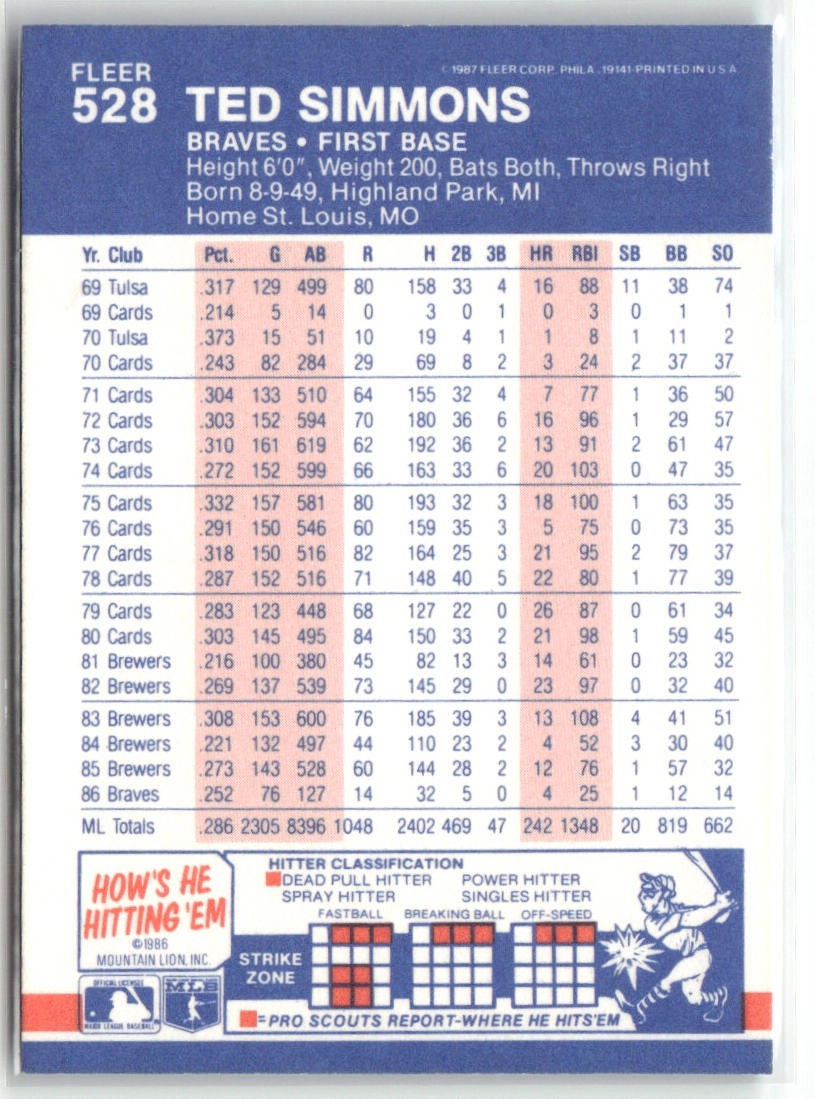 FLEER
© 1987 FLEER CORP. PHILA., 19141-PRINTED IN U S A
528 TED SIMMONS
BRAVES • FIRST BASE
Height 6'0", Weight 200, Bats Both, Throws Right
Born 8-9-49, Highland Park, MI
Home St. Louis, MO
Yr. Club Pct. G AB R H 2B 3B HR RBI SB BB SO
69 Tulsa .317 129 499 80 158 33 4 16 88 11 38 74
69 Cards .214 5 14 0 3 0 1 0 3 0 1 1
70 Tulsa .373 15 51 10 19 4 1 1 8 1 11 2
70 Cards .243 82 284 29 69 8 2 3 24 2 37 37
71 Cards .304 133 510 64 155 32 4 7 77 1 36 50
72 Cards .303 152 594 70 180 36 6 16 96 1 29 57
73 Cards .310 161 619 62 192 36 2 13 91 2 61 47
74 Cards .272 152 599 66 163 33 6 20 103 0 47 35
75 Cards .332 157 581 80 193 32 3 18 100 1 63 35
76 Cards .291 150 546 60 159 35 3 5 75 0 73 35
77 Cards .318 150 516 82 164 25 3 21 95 2 79 37
78 Cards .287 152 516 71 148 40 5 22 80 1 77 39
79 Cards .283 123 448 68 127 22 0 26 87 0 61 34
80 Cards .303 145 495 84 150 33 2 21 98 1 59 45
81 Brewers .216 100 380 45 82 13 3 14 61 0 23 32
82 Brewers .269 137 539 73 145 29 0 23 97 0 32 40
83 Brewers .308 153 600 76 185 39 3 13 108 4 41 51
84 Brewers .221 132 497 44 110 23 2 4 52 3 30 40
85 Brewers .273 143 528 60 144 28 2 12 76 1 57 32
86 Braves .252 76 127 14 32 5 0 4 25 1 12 14
ML Totals .286 2305 8396 1048 2402 469 47 242 1348 20 819 662
HOW'S HE
HITTING 'EM
©1986
MOUNTAIN LION, INC.
HITTER CLASSIFICATION
DEAD PULL HITTER POWER HITTER
SPRAY HITTER SINGLES HITTER
FASTBALL BREAKING BALL OFF-SPEED
STRIKE
ZONE
=PRO SCOUTS REPORT-WHERE HE HITS'EM
OFFICIAL LICENSEE
MAJOR LEAGUE BASEBALL
MLB